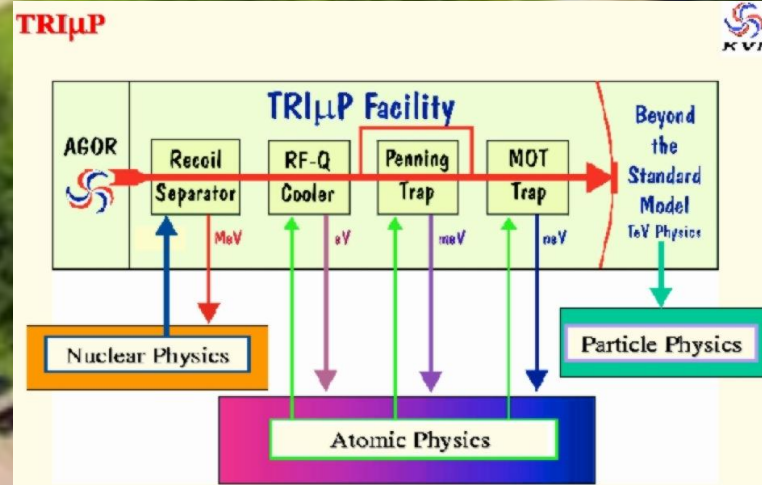 TRIμP
KVI
TRIμP Facility
AGOR
Recoil
Separator
RF-Q
Cooler
Penning
Trap
MOT
Trap
Beyond
the
Standard
Model
TeV Physics
MeV
eV
meV
neV
Nuclear Physics
Particle Physics
Atomic Physics